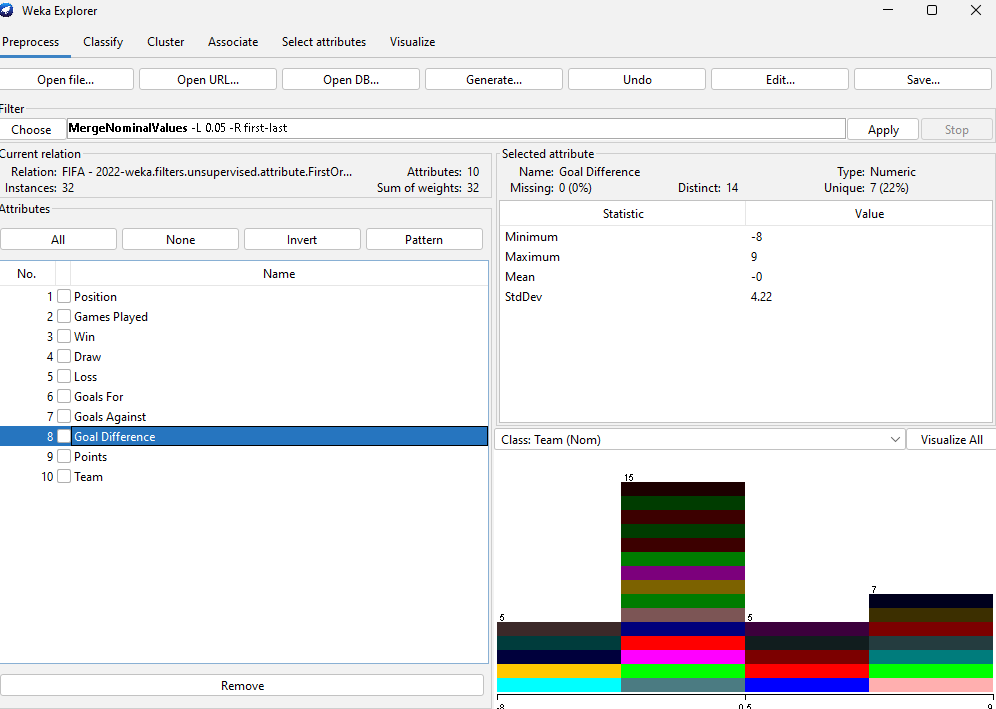 Weka Explorer
Preprocess Classify Cluster Associate Select attributes Visualize
Open file... Open URL... Open DB... Generate... Undo Edit... Save...
Filter
Choose MergeNominalValues -L 0.05 -R first-last Apply Stop
Current relation
Relation: FIFA - 2022-weka.filters.unsupervised.attribute.FirstOr... Attributes: 10
Instances: 32 Sum of weights: 32
Attributes
All None Invert Pattern
No. Name
1 Position
2 Games Played
3 Win
4 Draw
5 Loss
6 Goals For
7 Goals Against
8 Goal Difference
9 Points
10 Team
Remove
Selected attribute
Name: Goal Difference Type: Numeric
Missing: 0 (0%) Distinct: 14 Unique: 7 (22%)
Statistic Value
Minimum -8
Maximum 9
Mean -0
StdDev 4.22
Class: Team (Nom) Visualize All
15
7
5 5
-8 0.5 9